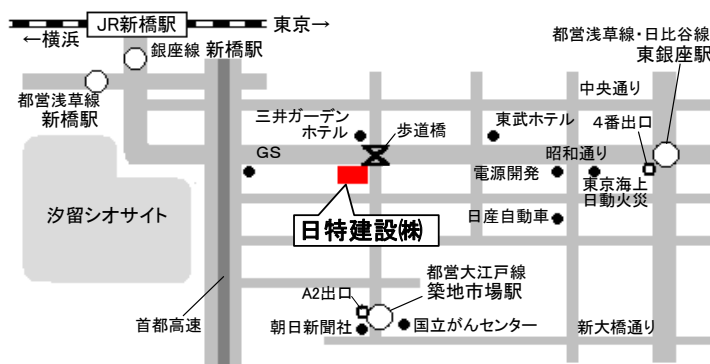 JR新橋駅
東京→
←横浜
銀座線
新橋駅
都営浅草線
新橋駅
都営浅草線・日比谷線
東銀座駅
中央通り
三井ガーデン
ホテル
歩道橋
東武ホテル
4番出口
GS
昭和通り
電源開発
東京海上
日動火災
汐留シオサイト
日特建設㈱
日産自動車
都営大江戸線
築地市場駅
A2出口
首都高速
朝日新聞社
国立がんセンター
新大橋通り